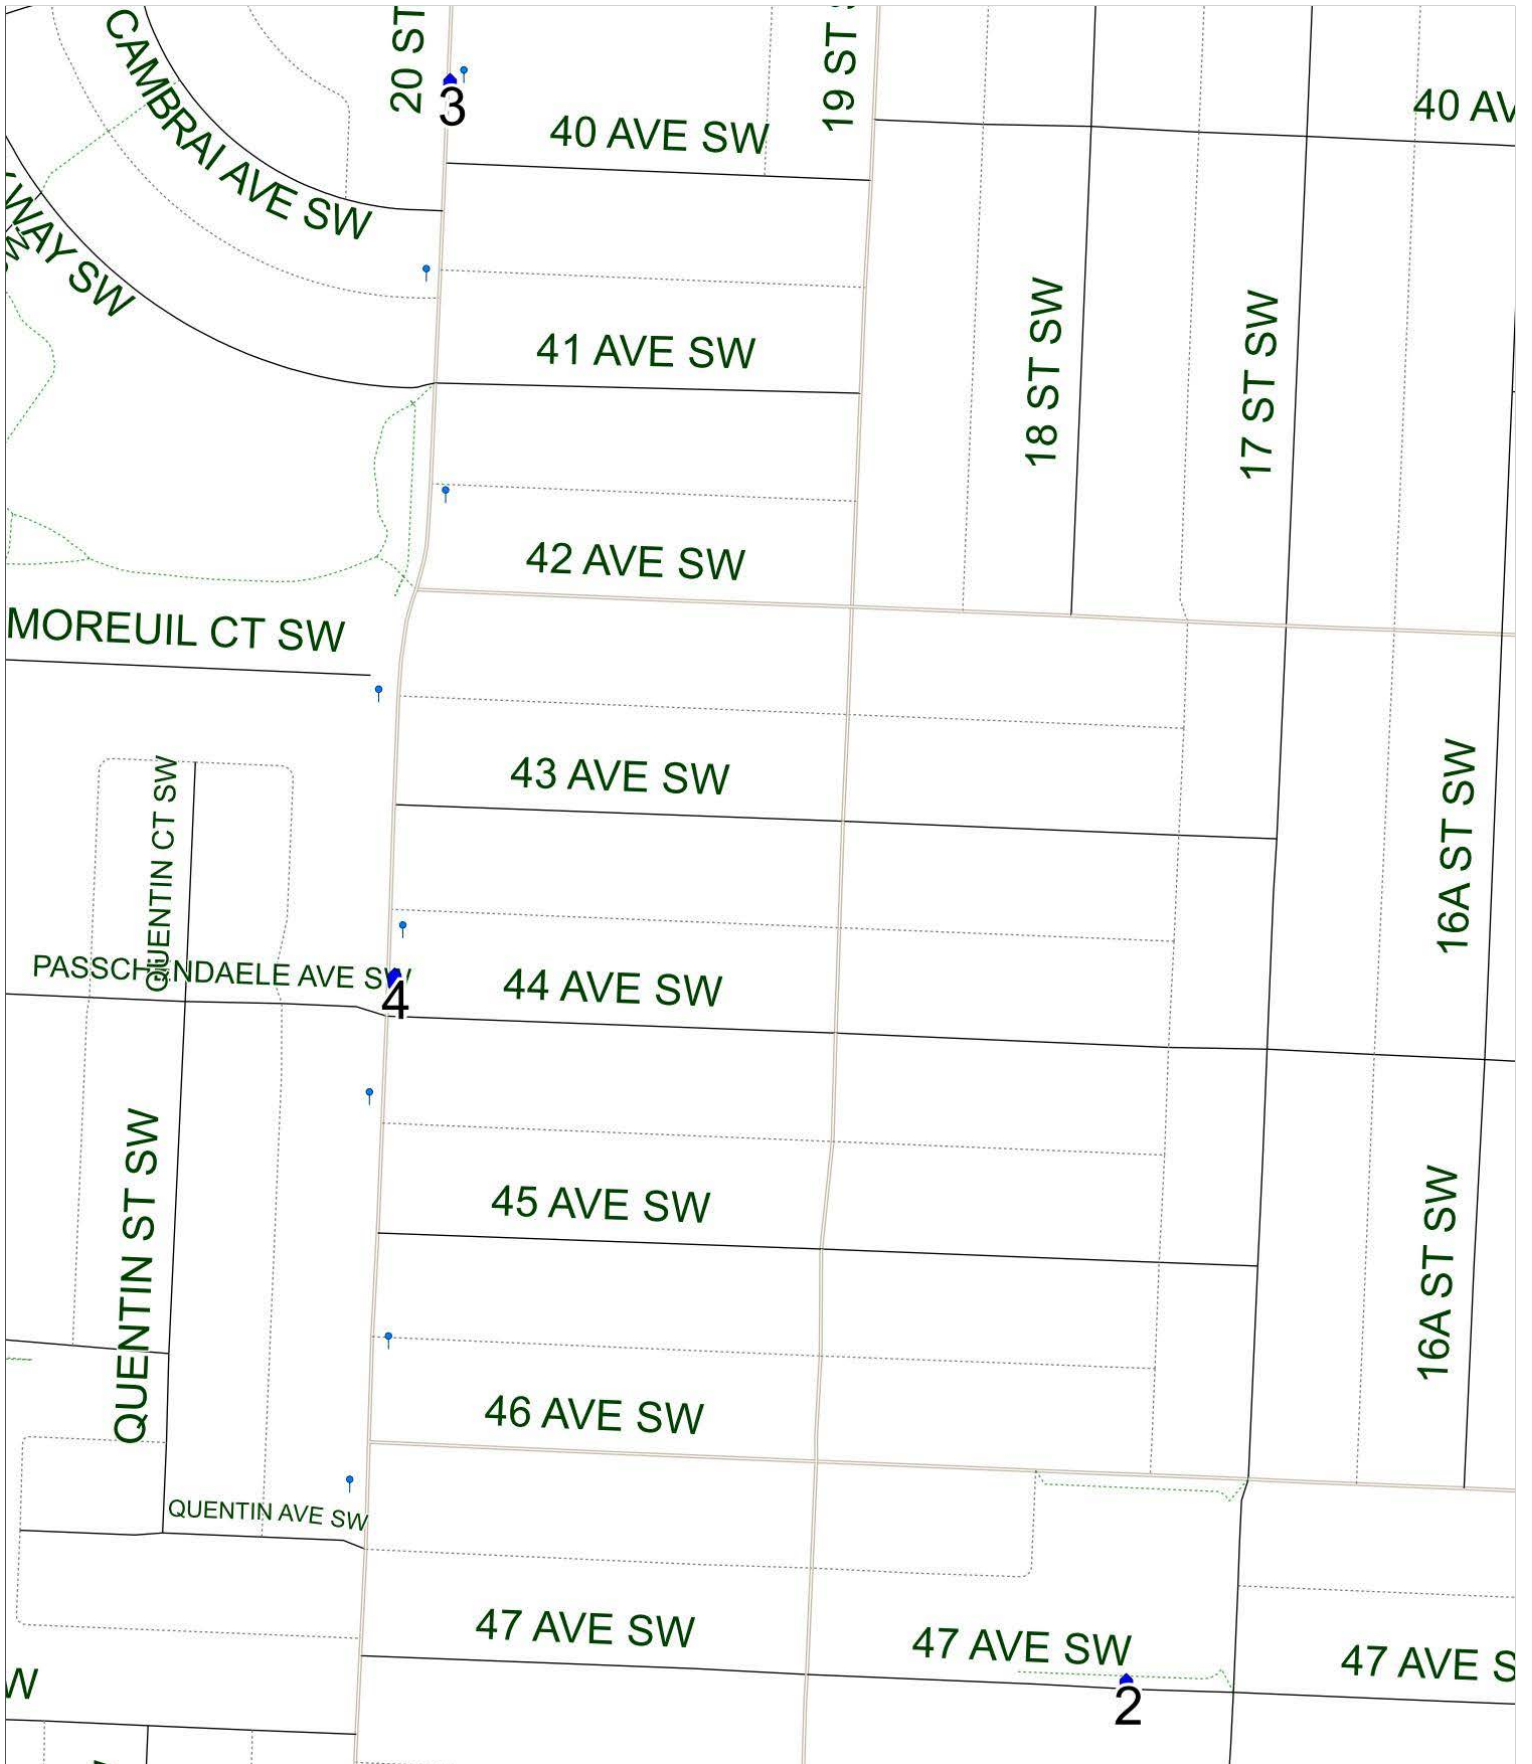 CAMBRAI AVE SW
20 ST
3
40 AVE SW
19 ST
40 AV
WAY SW
41 AVE SW
18 ST SW
17 ST SW
42 AVE SW
MOREUIL CT SW
43 AVE SW
16A ST SW
QUENTIN CT SW
PASSCHENDAELE AVE SW
4
44 AVE SW
QUENTIN ST SW
45 AVE SW
16A ST SW
46 AVE SW
QUENTIN AVE SW
47 AVE SW
47 AVE SW
47 AVE S
W
2